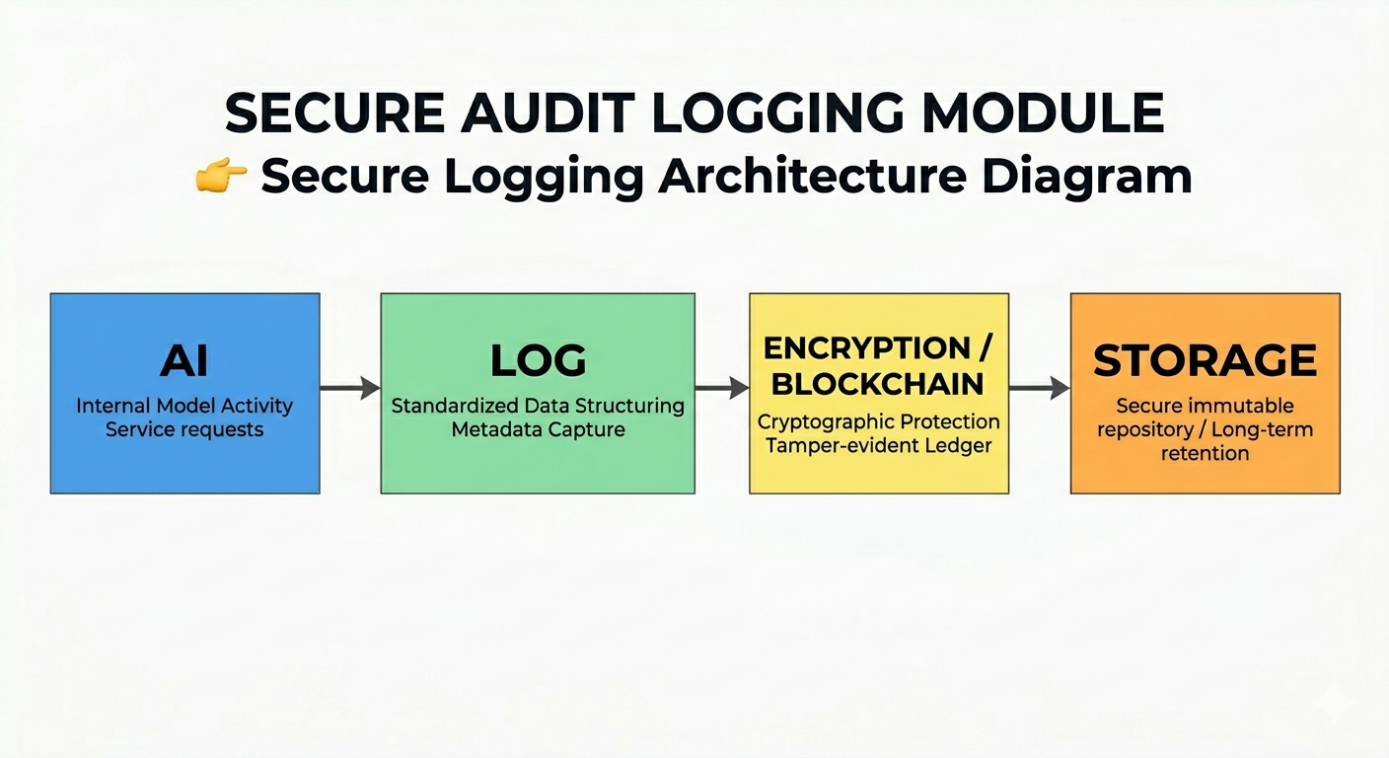 SECURE AUDIT LOGGING MODULE
👉 Secure Logging Architecture Diagram
AI
Internal Model Activity
Service requests
LOG
Standardized Data Structuring
Metadata Capture
ENCRYPTION /
BLOCKCHAIN
Cryptographic Protection
Tamper-evident Ledger
STORAGE
Secure immutable
repository / Long-term
retention